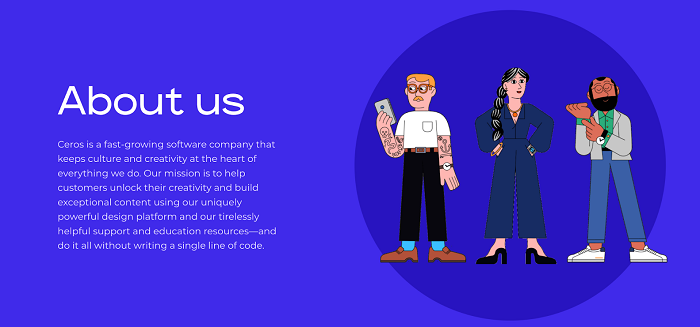 About us
Ceros is a fast-growing software company that
keeps culture and creativity at the heart of
everything we do. Our mission is to help
customers unlock their creativity and build
exceptional content using our uniquely
powerful design platform and our tirelessly
helpful support and education resources—and
do it all without writing a single line of code.